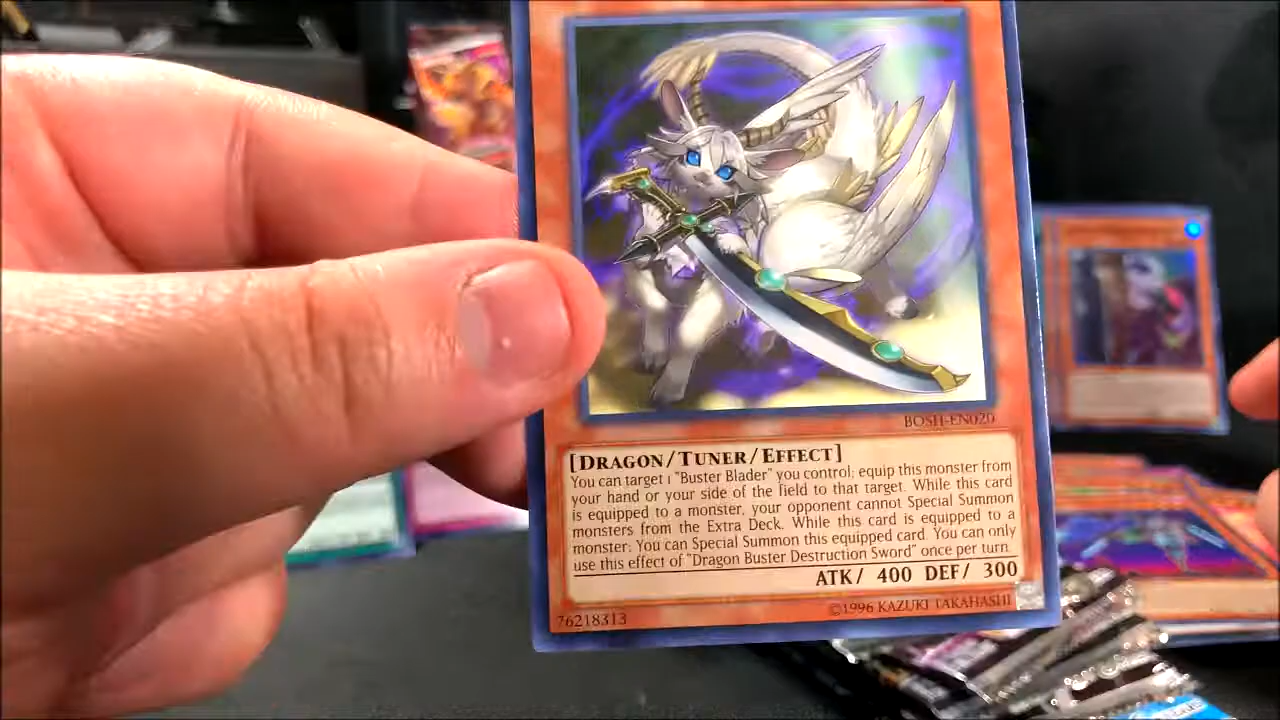 BOSH-EN020
[DRAGON/TUNER/EFFECT]
You can target 1 "Buster Blader" you control; equip this monster from
your hand or your side of the field to that target. While this card
is equipped to a monster, your opponent cannot Special Summon
monsters from the Extra Deck. While this card is equipped to a
monster: You can Special Summon this equipped card. You can only
use this effect of "Dragon Buster Destruction Sword" once per turn.
ATK/ 400 DEF/ 300
76218313
©1996 KAZUKI TAKAHASHI